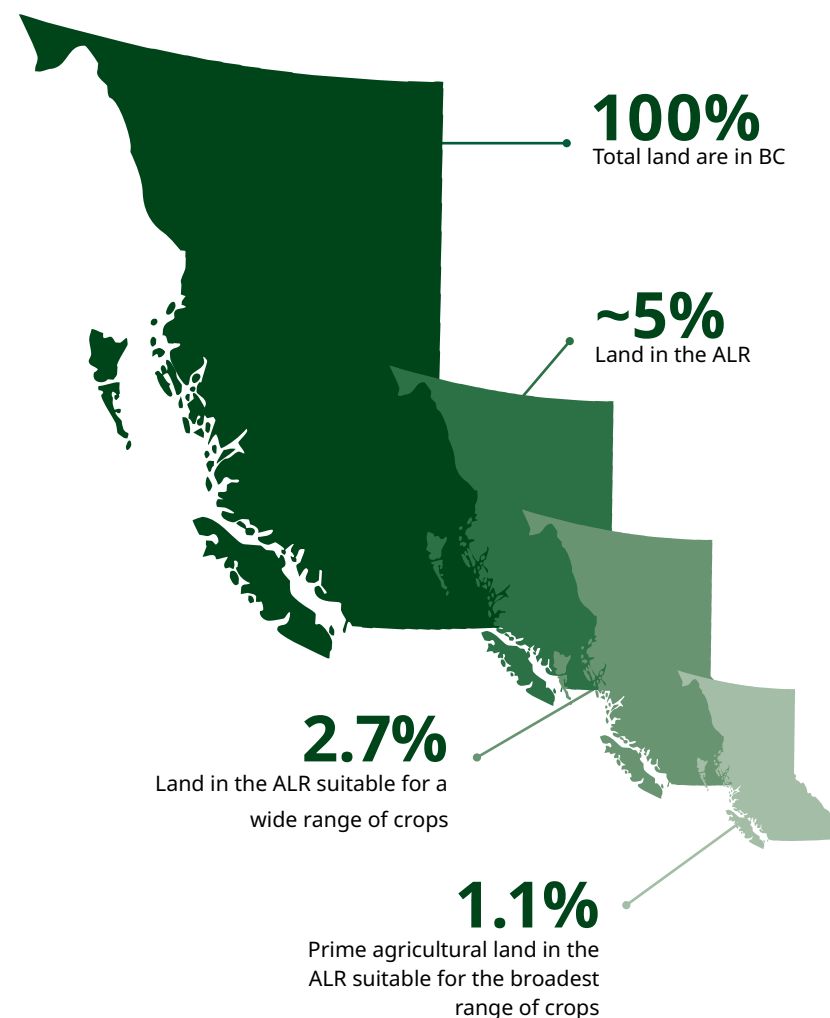 100%
Total land are in BC
~5%
Land in the ALR
2.7%
Land in the ALR suitable for a
wide range of crops
1.1%
Prime agricultural land in the
ALR suitable for the broadest
range of crops